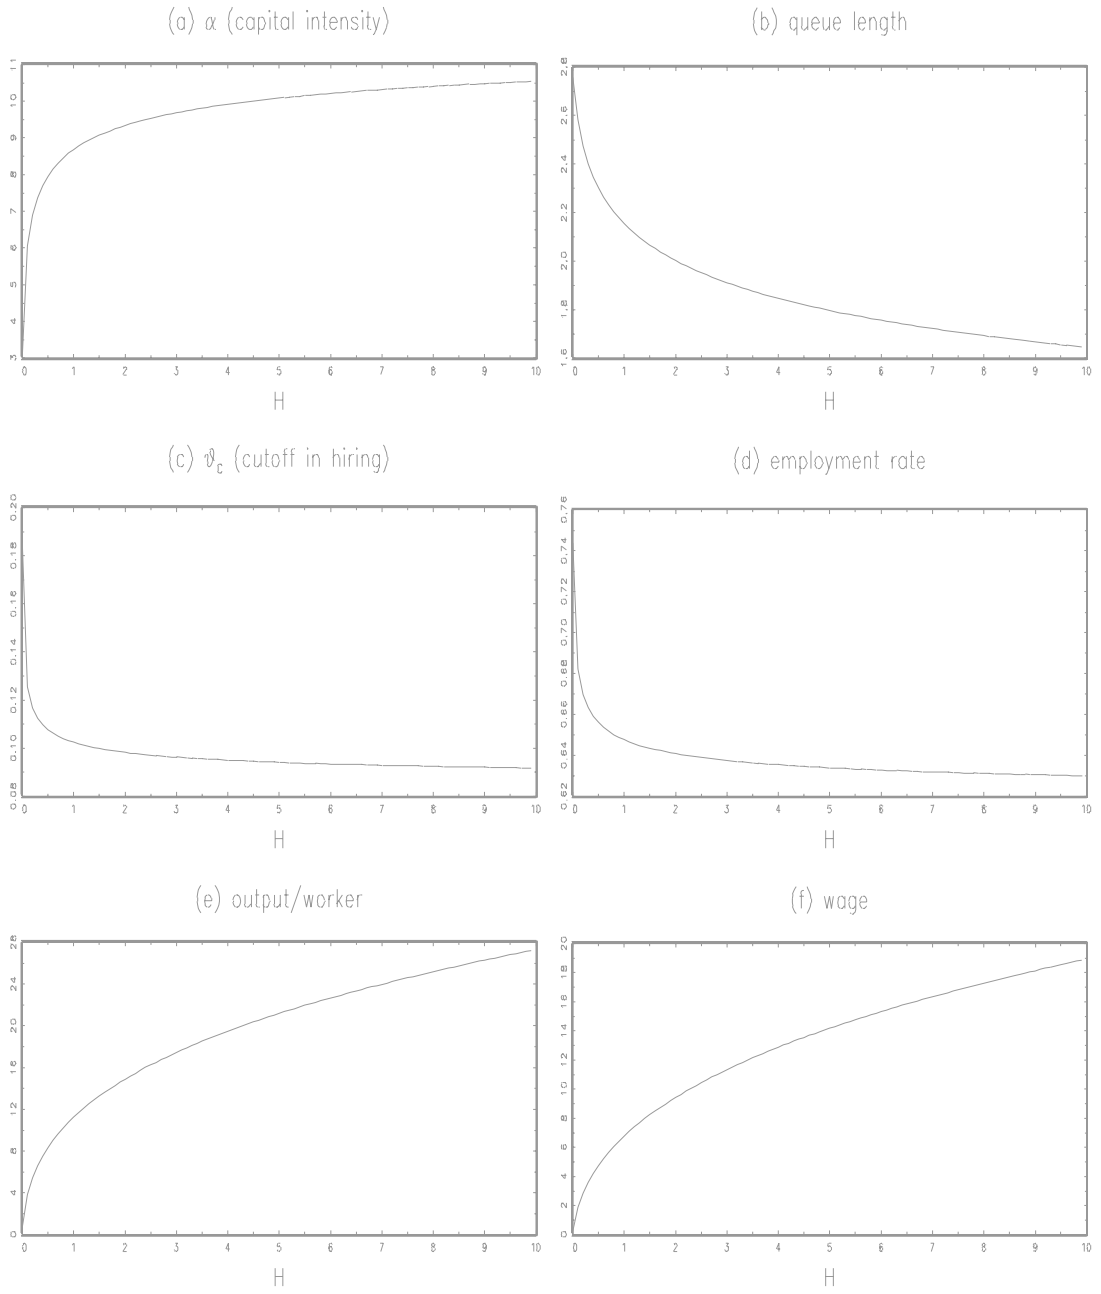 (a) α (capital intensity)
(b) queue length
11
10
9
8
7
6
5
4
3
0 1 2 3 4 5 6 7 8 9 10
H
2.8
2.6
2.4
2.2
2.0
1.8
1.6
0 1 2 3 4 5 6 7 8 9 10
H
(c) ϑc (cutoff in hiring)
(d) employment rate
0.20
0.18
0.16
0.14
0.12
0.10
0.08
0 1 2 3 4 5 6 7 8 9 10
H
0.76
0.74
0.72
0.70
0.68
0.66
0.64
0.62
0 1 2 3 4 5 6 7 8 9 10
H
(e) output/worker
(f) wage
28
24
20
16
12
8
4
0
0 1 2 3 4 5 6 7 8 9 10
H
20
18
16
14
12
10
8
6
4
2
0
0 1 2 3 4 5 6 7 8 9 10
H